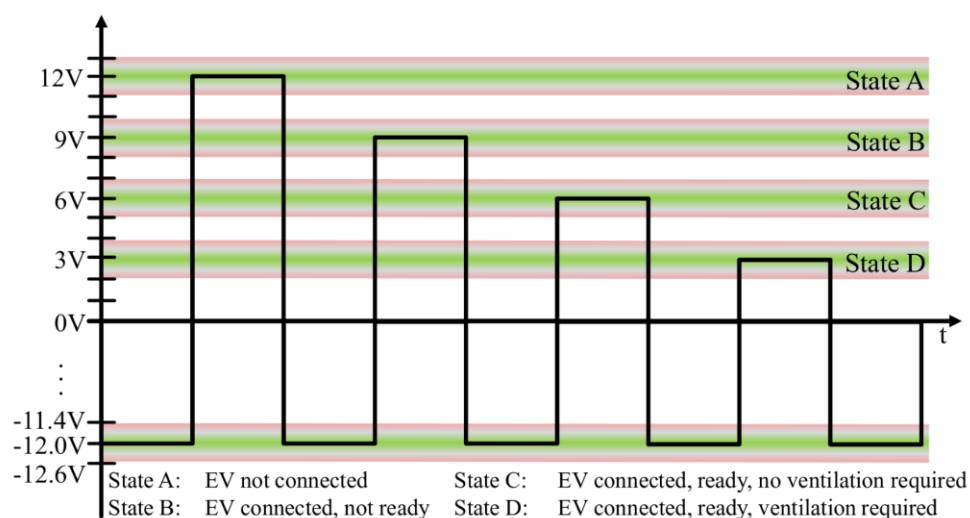 12V
State A
9V
State B
6V
State C
3V
State D
0V
t
⋮
-11.4V
-12.0V
-12.6V
State A: EV not connected State C: EV connected, ready, no ventilation required
State B: EV connected, not ready State D: EV connected, ready, ventilation required